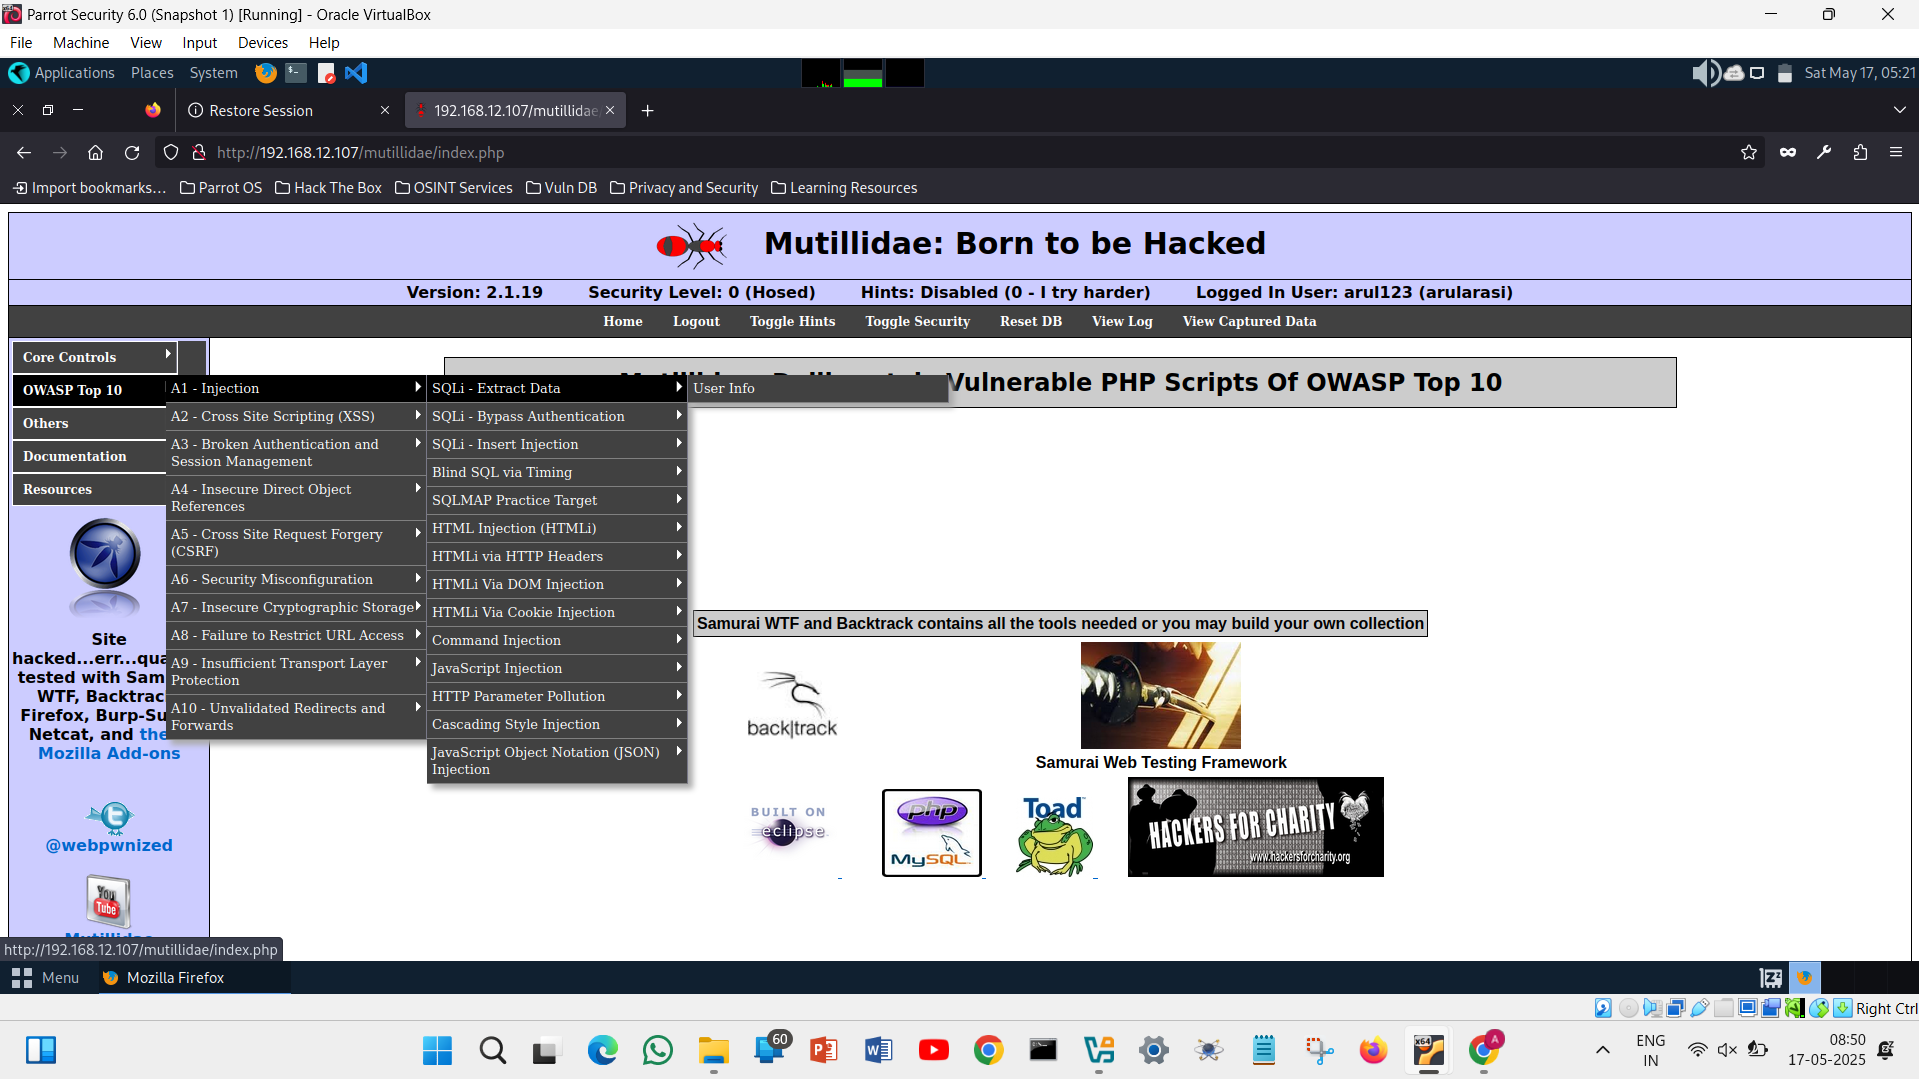 Parrot Security 6.0 (Snapshot 1) [Running] - Oracle VirtualBox
File Machine View Input Devices Help
Applications Places System
Sat May 17, 05:21
Restore Session
192.168.12.107/mutillidae/
http://192.168.12.107/mutillidae/index.php
Import bookmarks... Parrot OS Hack The Box OSINT Services Vuln DB Privacy and Security Learning Resources
Mutillidae: Born to be Hacked
Version: 2.1.19 Security Level: 0 (Hosed) Hints: Disabled (0 - I try harder) Logged In User: arul123 (arularasi)
Home Logout Toggle Hints Toggle Security Reset DB View Log View Captured Data
Core Controls
OWASP Top 10
Others
Documentation
Resources
A1 - Injection
A2 - Cross Site Scripting (XSS)
A3 - Broken Authentication and
Session Management
A4 - Insecure Direct Object
References
A5 - Cross Site Request Forgery
(CSRF)
A6 - Security Misconfiguration
A7 - Insecure Cryptographic Storage
A8 - Failure to Restrict URL Access
A9 - Insufficient Transport Layer
Protection
A10 - Unvalidated Redirects and
Forwards
SQLi - Extract Data
SQLi - Bypass Authentication
SQLi - Insert Injection
Blind SQL via Timing
SQLMAP Practice Target
HTML Injection (HTMLi)
HTMLi via HTTP Headers
HTMLi Via DOM Injection
HTMLi Via Cookie Injection
Command Injection
JavaScript Injection
HTTP Parameter Pollution
Cascading Style Injection
JavaScript Object Notation (JSON)
Injection
User Info
Vulnerable PHP Scripts Of OWASP Top 10
Site
hacked...err...qua
tested with Sam
WTF, Backtrac
Firefox, Burp-Su
Netcat, and the
Mozilla Add-ons
@webpwnized
You
Tube
Samurai WTF and Backtrack contains all the tools needed or you may build your own collection
back|track
Samurai Web Testing Framework
BUILT ON
eclipse
php
MySQL
Toad
HACKERS FOR CHARITY
www.hackersforcharity.org
http://192.168.12.107/mutillidae/index.php
Menu Mozilla Firefox
Right Ctrl
60
A
x64
ENG
IN
08:50
17-05-2025